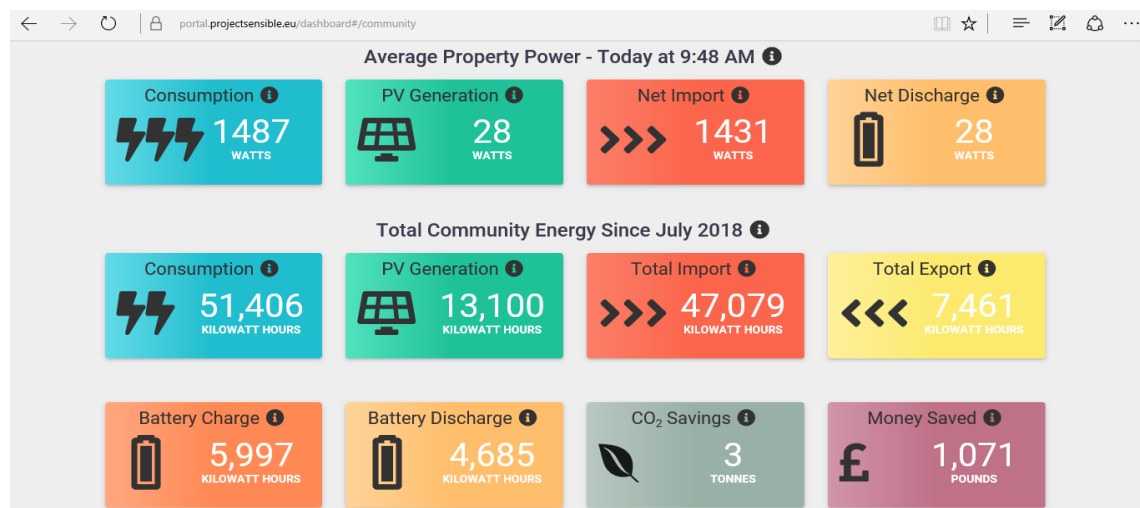 portal.projectsensible.eu/dashboard#/community
Average Property Power - Today at 9:48 AM
Consumption
1487
WATTS
PV Generation
28
WATTS
Net Import
1431
WATTS
Net Discharge
28
WATTS
Total Community Energy Since July 2018
Consumption
51,406
KILOWATT HOURS
PV Generation
13,100
KILOWATT HOURS
Total Import
47,079
KILOWATT HOURS
Total Export
7,461
KILOWATT HOURS
Battery Charge
5,997
KILOWATT HOURS
Battery Discharge
4,685
KILOWATT HOURS
CO₂ Savings
3
TONNES
Money Saved
£
1,071
POUNDS